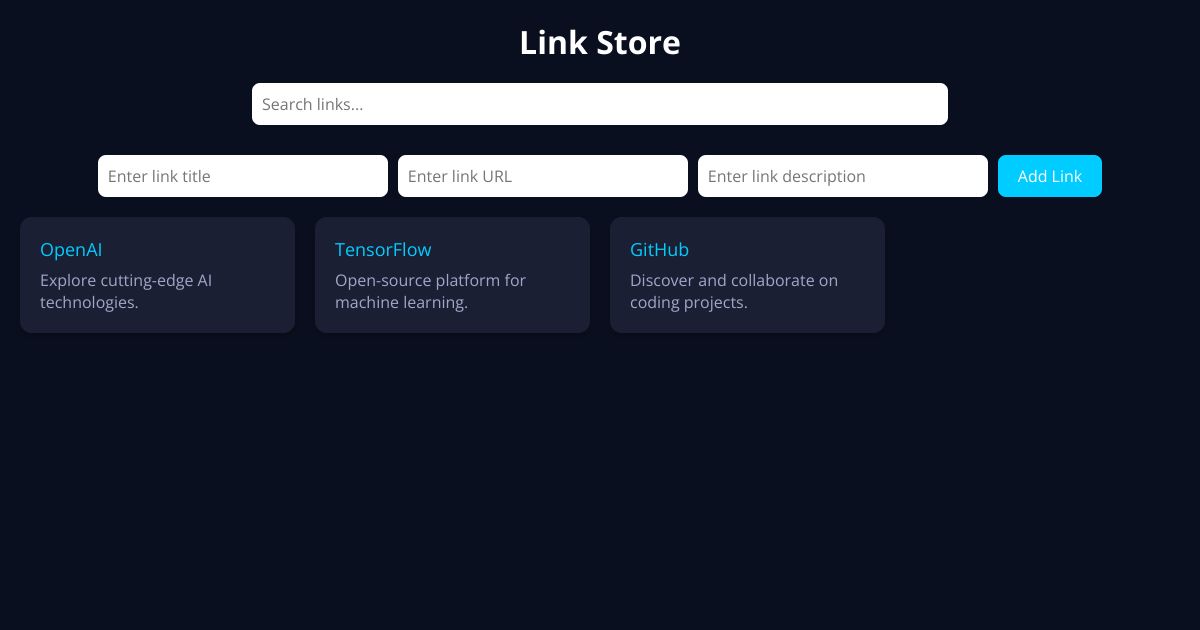 Link Store
Search links...
Enter link title
Enter link URL
Enter link description
Add Link
OpenAI
Explore cutting-edge AI
technologies.
TensorFlow
Open-source platform for
machine learning.
GitHub
Discover and collaborate on
coding projects.